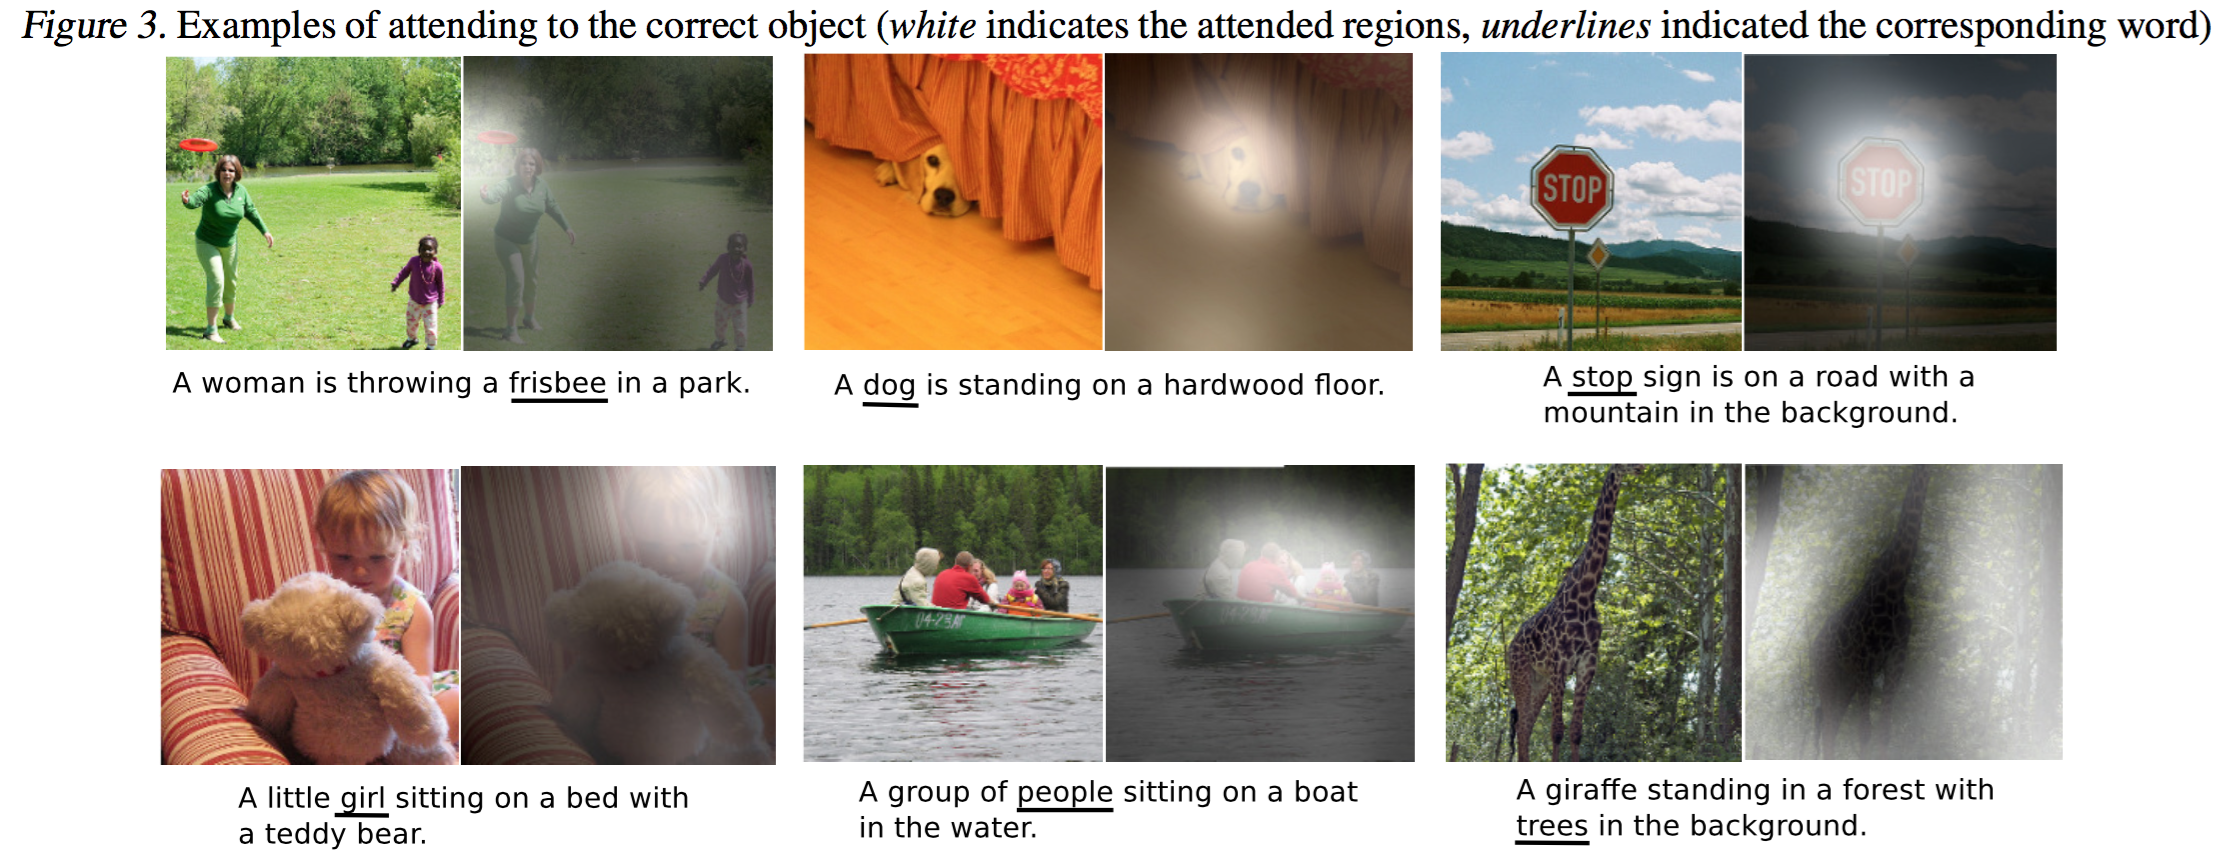 Figure 3. Examples of attending to the correct object (white indicates the attended regions, underlines indicated the corresponding word)
STOP
STOP
A woman is throwing a frisbee in a park.
A dog is standing on a hardwood floor.
A stop sign is on a road with a
mountain in the background.
A little girl sitting on a bed with
a teddy bear.
A group of people sitting on a boat
in the water.
A giraffe standing in a forest with
trees in the background.